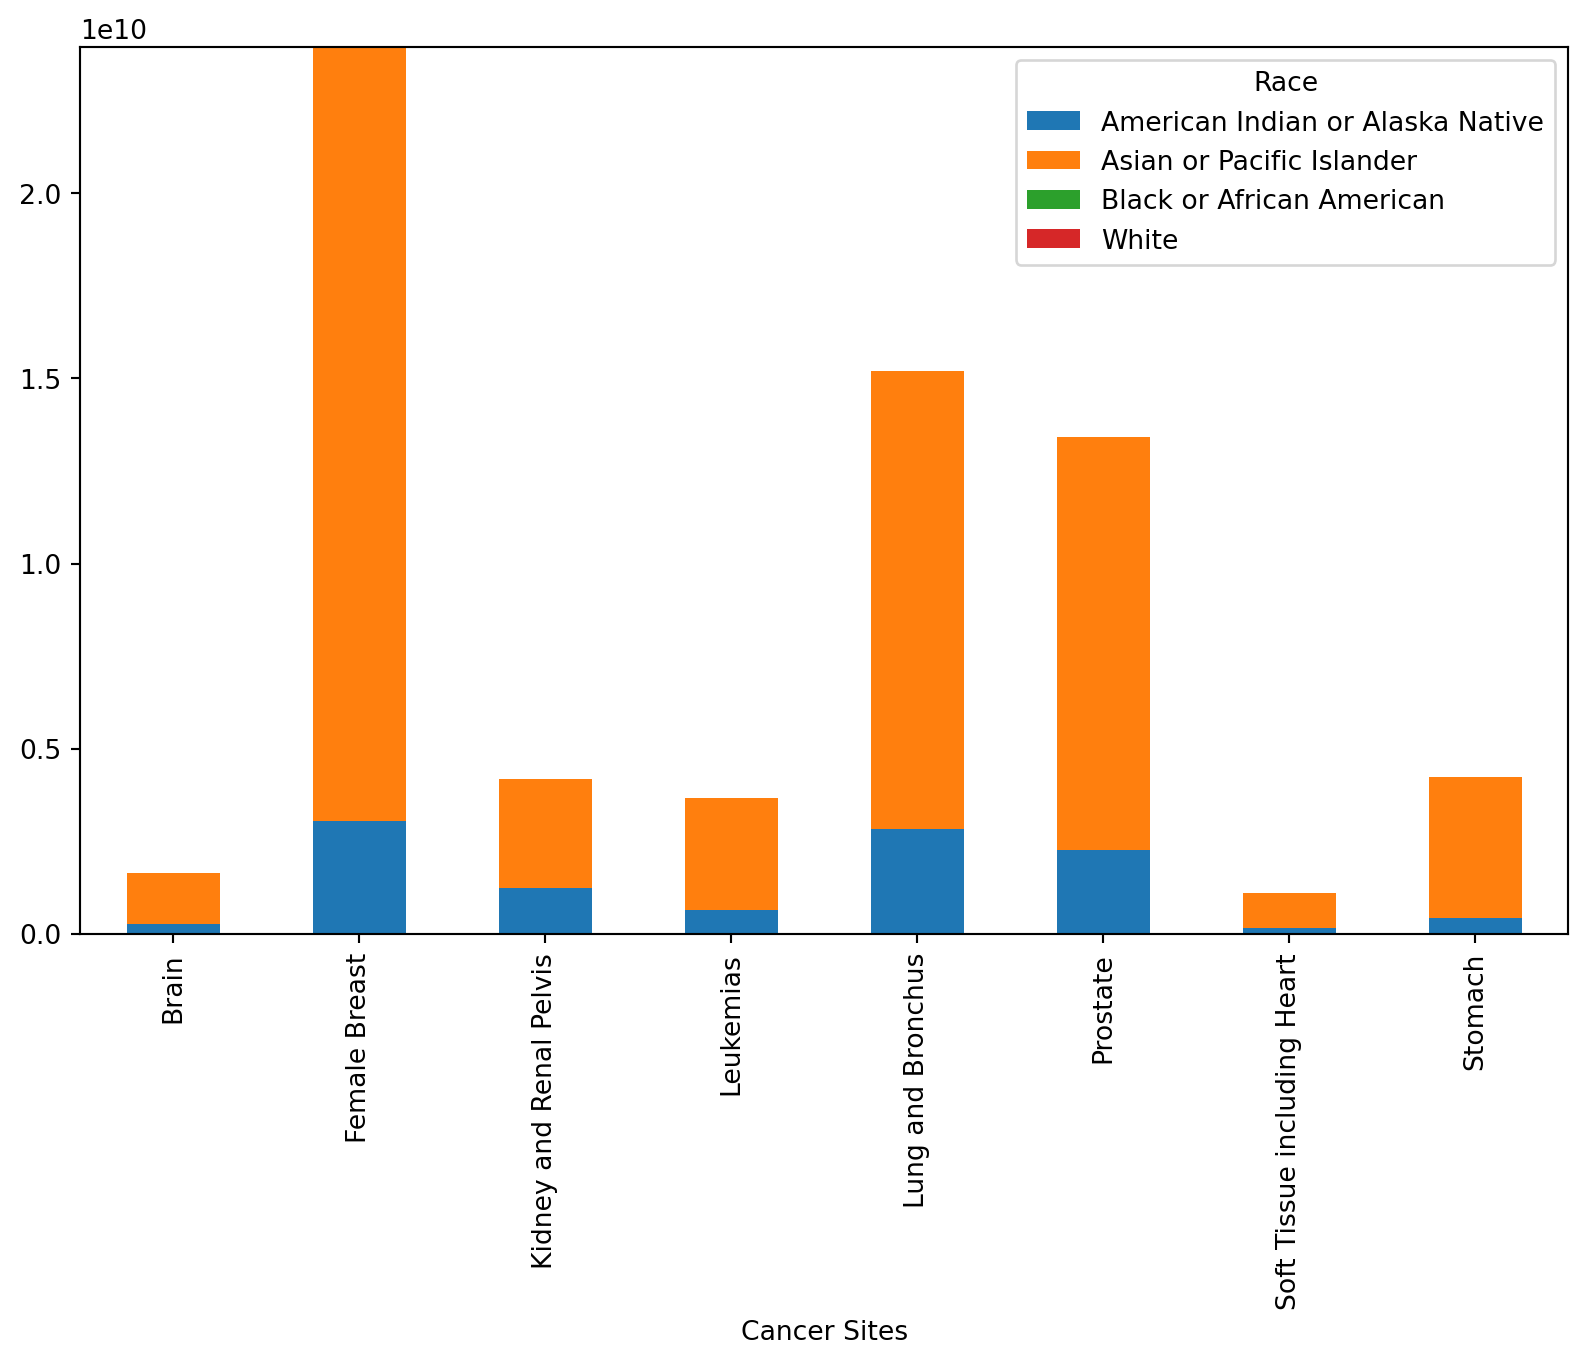 1e10
2.0
1.5
1.0
0.5
0.0
Race
American Indian or Alaska Native
Asian or Pacific Islander
Black or African American
White
Brain
Female Breast
Kidney and Renal Pelvis
Leukemias
Lung and Bronchus
Prostate
Soft Tissue including Heart
Stomach
Cancer Sites